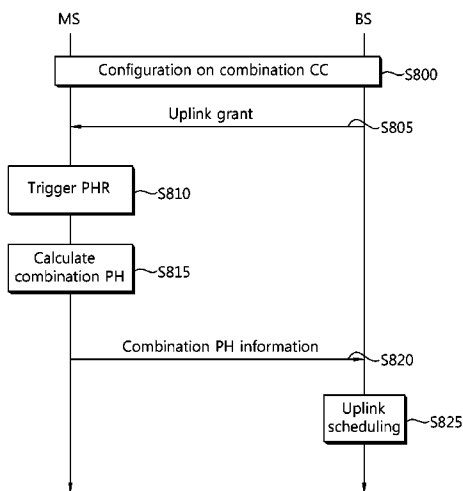 MS
BS
Configuration on combination CC
S800
Uplink grant
S805
Trigger PHR
S810
Calculate
combination PH
S815
Combination PH information
S820
Uplink
scheduling
S825